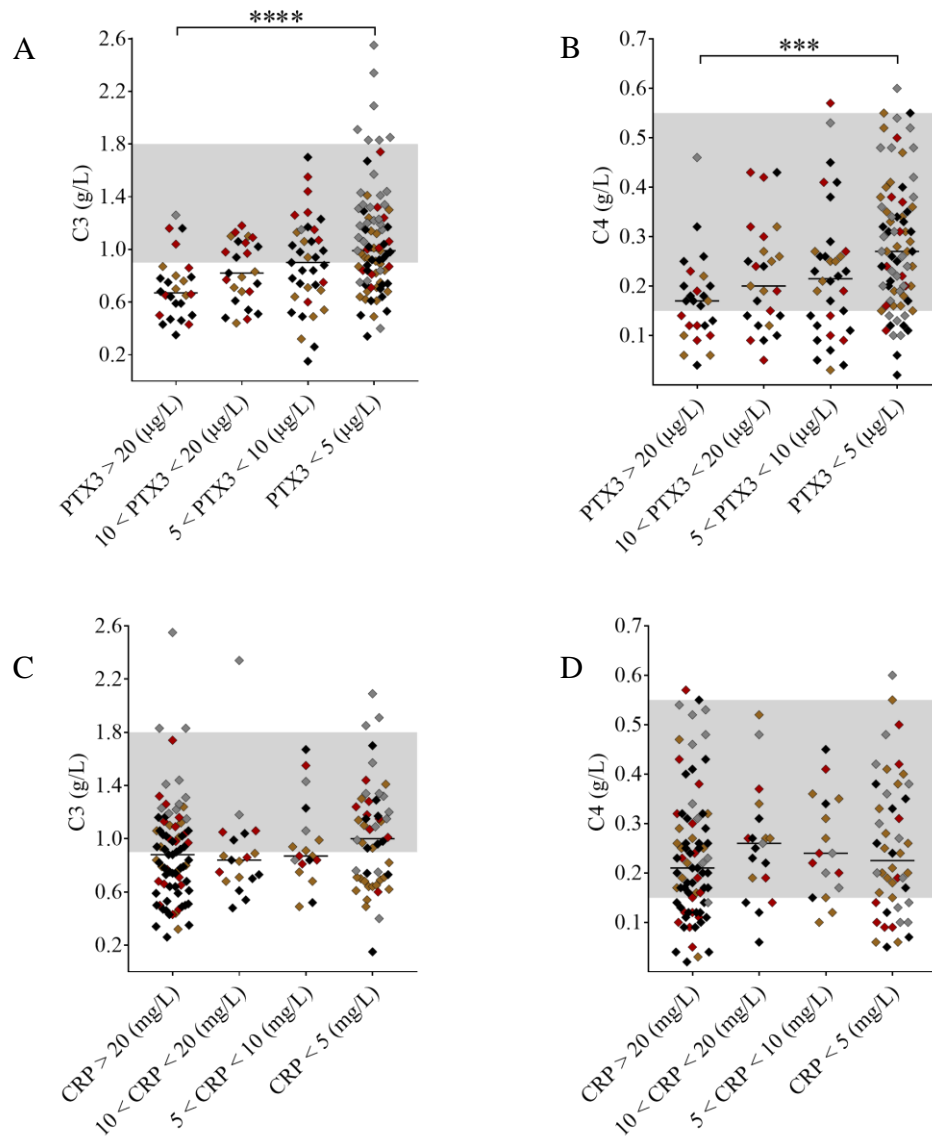 A
****
C3 (g/L)
2.6
2.2
1.8
1.4
1.0
0.6
0.2
PTX3 > 20 (µg/L)
10 < PTX3 < 20 (µg/L)
5 < PTX3 < 10 (µg/L)
PTX3 < 5 (µg/L)
B
***
C4 (g/L)
0.7
0.6
0.5
0.4
0.3
0.2
0.1
PTX3 > 20 (µg/L)
10 < PTX3 < 20 (µg/L)
5 < PTX3 < 10 (µg/L)
PTX3 < 5 (µg/L)
C
C3 (g/L)
2.6
2.2
1.8
1.4
1.0
0.6
0.2
CRP > 20 (mg/L)
10 < CRP < 20 (mg/L)
5 < CRP < 10 (mg/L)
CRP < 5 (mg/L)
D
C4 (g/L)
0.7
0.6
0.5
0.4
0.3
0.2
0.1
CRP > 20 (mg/L)
10 < CRP < 20 (mg/L)
5 < CRP < 10 (mg/L)
CRP < 5 (mg/L)